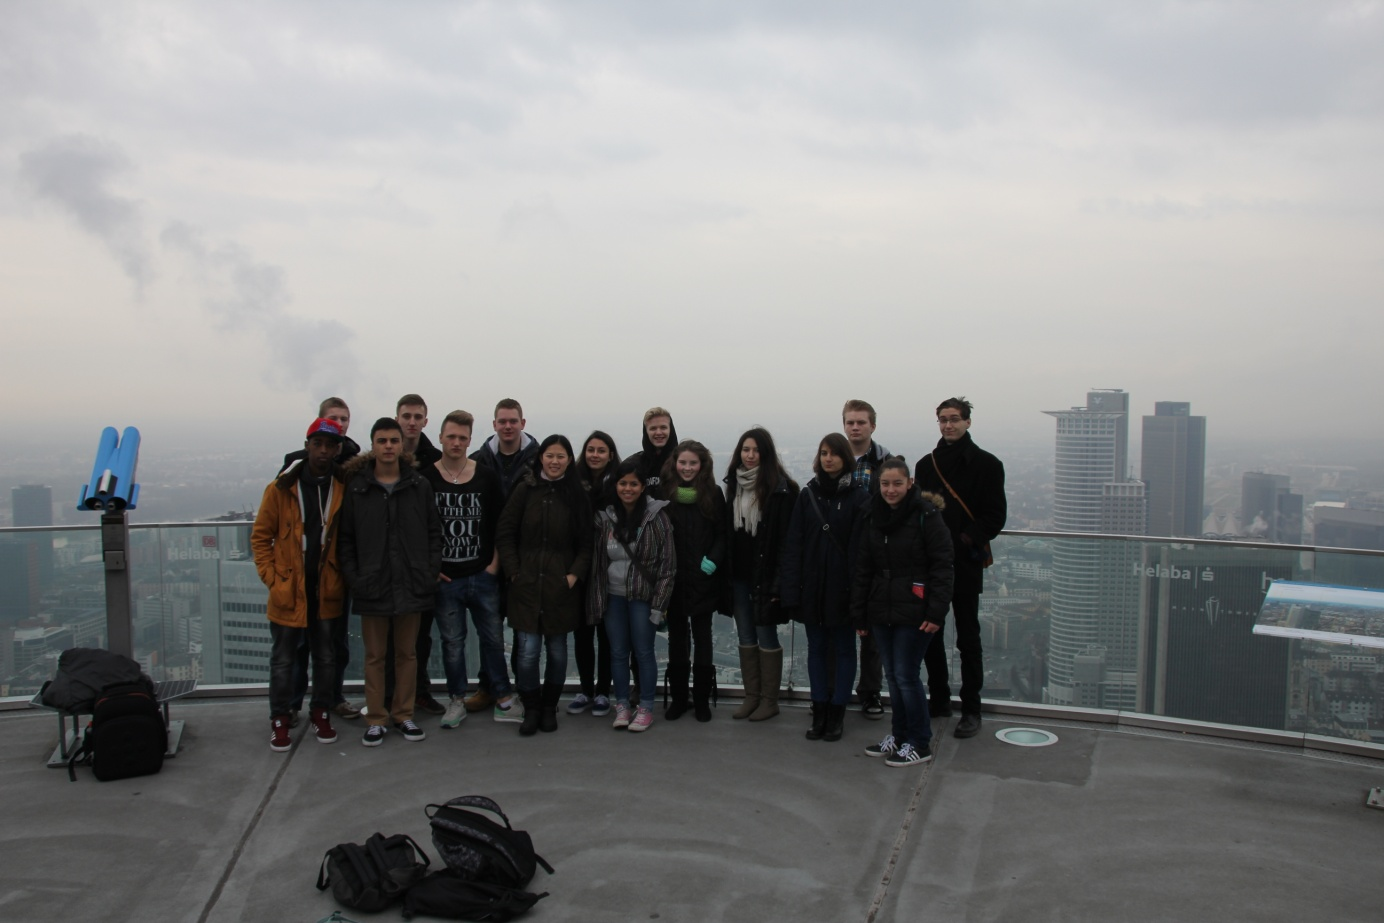 FUCK
WITH ME
YOU
KNOW I
GOT IT
Helaba
Helaba